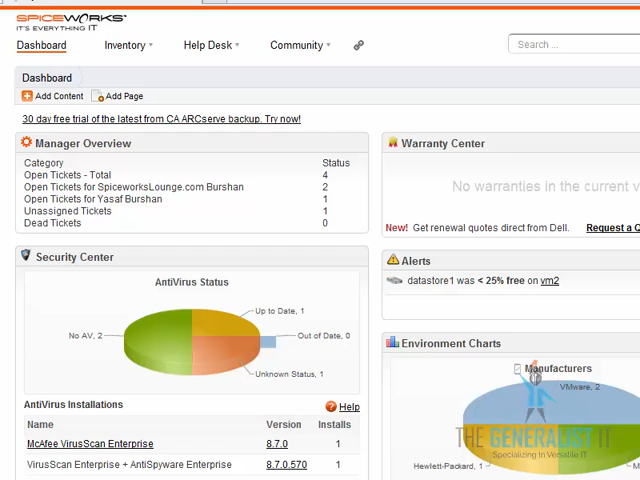 SPICEWORKS
IT'S EVERYTHING IT
Dashboard Inventory Help Desk Community
Search ...
Dashboard
Add Content Add Page
30 day free trial of the latest from CA ARCserve backup. Try now!
Manager Overview
Category Status
Open Tickets - Total 4
Open Tickets for SpiceworksLounge.com Burshan 2
Open Tickets for Yasaf Burshan 1
Unassigned Tickets 1
Dead Tickets 0
Security Center
AntiVirus Status
Up to Date, 1
No AV, 2
Out of Date, 0
Unknown Status, 1
AntiVirus Installations Help
Name Version Installs
McAfee VirusScan Enterprise 8.7.0 1
VirusScan Enterprise + AntiSpyware Enterprise 8.7.0.570 1
Warranty Center
No warranties in the current v
New! Get renewal quotes direct from Dell. Request a Q
Alerts
datastore1 was < 25% free on vm2
Environment Charts
Manufacturers
VMware, 2
THE GENERALIST IT
Specializing In Versatile IT
Hewlett-Packard, 1
M